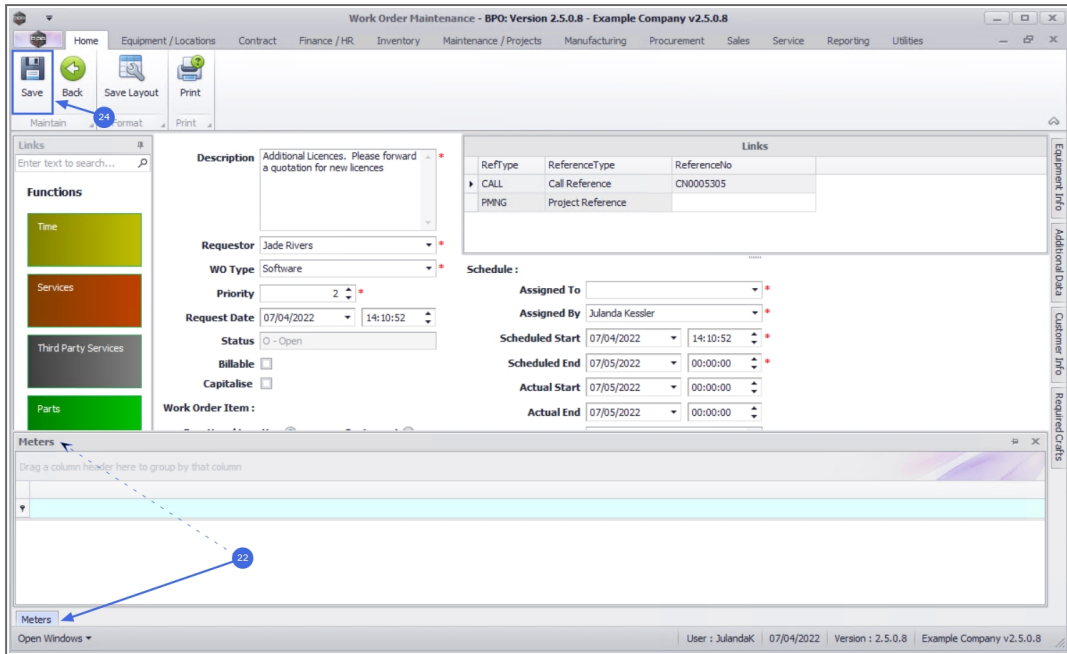 Work Order Maintenance - BPO: Version 2.5.0.8 - Example Company v2.5.0.8
Home Equipment / Locations Contract Finance / HR Inventory Maintenance / Projects Manufacturing Procurement Sales Service Reporting Utilities
Save Back Save Layout Print
24
Maintain Format Print
Links
Enter text to search...
Functions
Time
Services
Third Party Services
Parts
Description Additional Licences. Please forward
a quotation for new licences
*
Requestor Jade Rivers *
WO Type Software *
Priority 2 *
Request Date 07/04/2022 14:10:52
Status O - Open
Billable
Capitalise
Work Order Item :
Links
RefType ReferenceType ReferenceNo
CALL Call Reference CN0005305
PMNG Project Reference
Schedule :
Assigned To *
Assigned By Julanda Kessler *
Scheduled Start 07/04/2022 14:10:52 *
Scheduled End 07/05/2022 00:00:00 *
Actual Start 07/05/2022 00:00:00
Actual End 07/05/2022 00:00:00
Equipment Info
Additional Data
Customer Info
Required Crafts
Meters
Drag a column header here to group by that column
22
Meters
Open Windows User : JulandaK 07/04/2022 Version : 2.5.0.8 Example Company v2.5.0.8